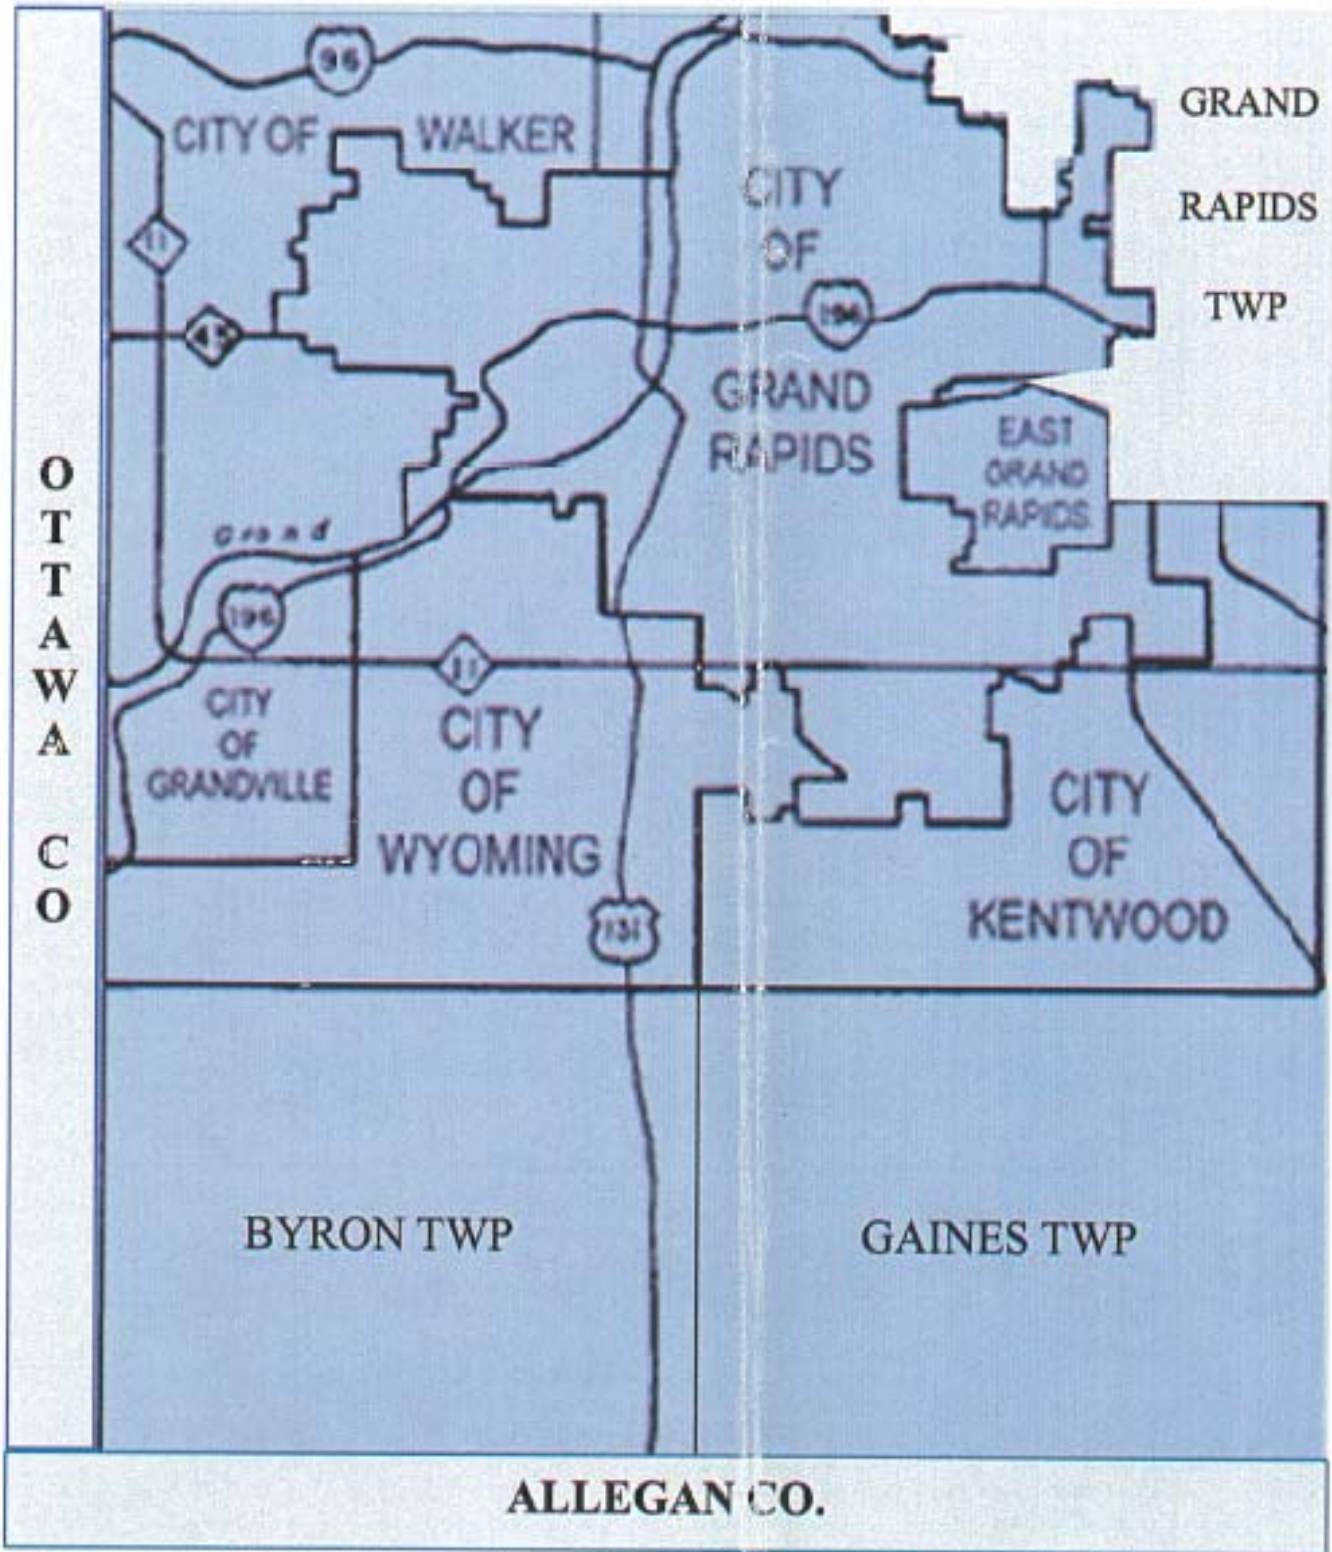 96
CITY OF WALKER
GRAND
RAPIDS
TWP
CITY
OF
GRAND
RAPIDS
11
45
196
EAST
GRAND
RAPIDS
OTTAWA CO
Grand
196
11
CITY
OF
GRANDVILLE
CITY
OF
WYOMING
CITY
OF
KENTWOOD
131
BYRON TWP
GAINES TWP
ALLEGAN CO.